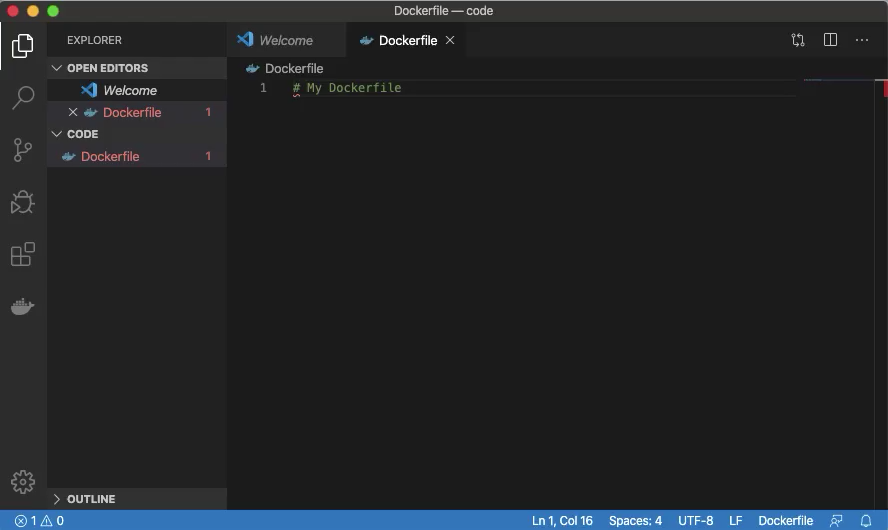 Dockerfile — code
EXPLORER
Welcome
Dockerfile
OPEN EDITORS
Welcome
Dockerfile 1
CODE
Dockerfile 1
OUTLINE
Dockerfile
1 # My Dockerfile
1 0
Ln 1, Col 16 Spaces: 4 UTF-8 LF Dockerfile